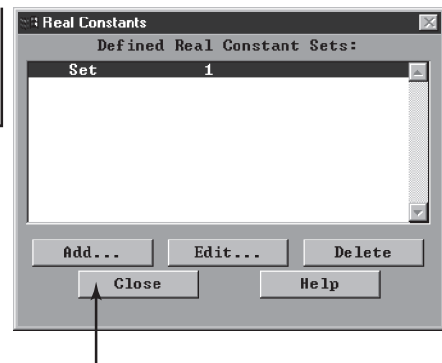 Real Constants
Defined Real Constant Sets:
Set 1
Add... Edit... Delete
Close Help